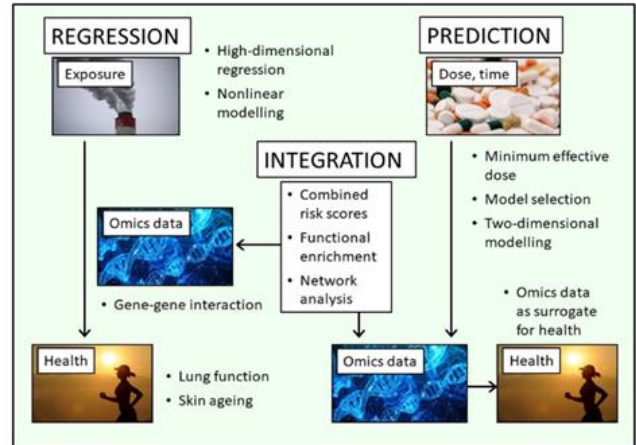 REGRESSION
Exposure
• High-dimensional
regression
• Nonlinear
modelling
PREDICTION
Dose, time
• Minimum effective
dose
• Model selection
• Two-dimensional
modelling
INTEGRATION
• Combined
risk scores
• Functional
enrichment
• Network
analysis
Omics data
• Gene-gene interaction
Health
• Lung function
• Skin ageing
Omics data
• Omics data
as surrogate
for health
Health